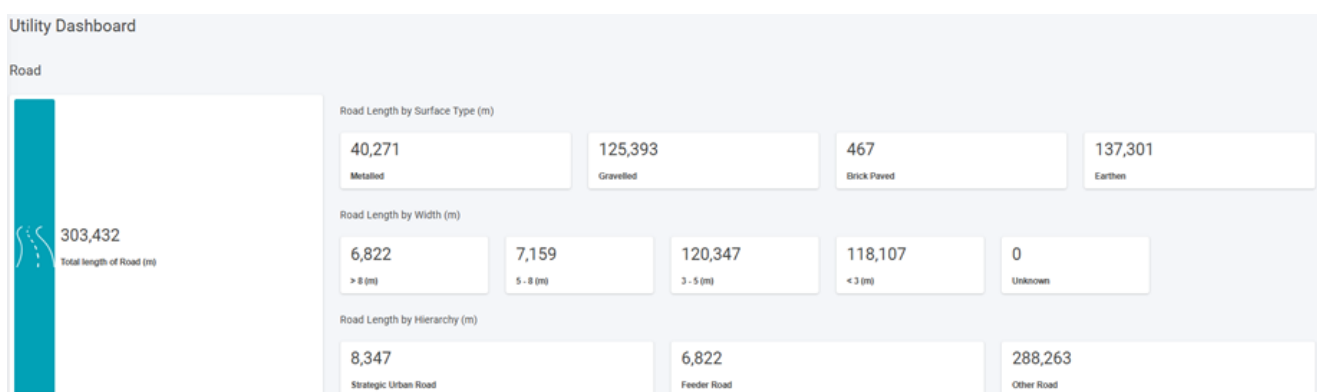 Utility Dashboard
Road
303,432
Total length of Road (m)
Road Length by Surface Type (m)
40,271
Metalled
125,393
Gravelled
467
Brick Paved
137,301
Earthen
Road Length by Width (m)
6,822
> 8 (m)
7,159
5 - 8 (m)
120,347
3 - 5 (m)
118,107
< 3 (m)
0
Unknown
Road Length by Hierarchy (m)
8,347
Strategic Urban Road
6,822
Feeder Road
288,263
Other Road